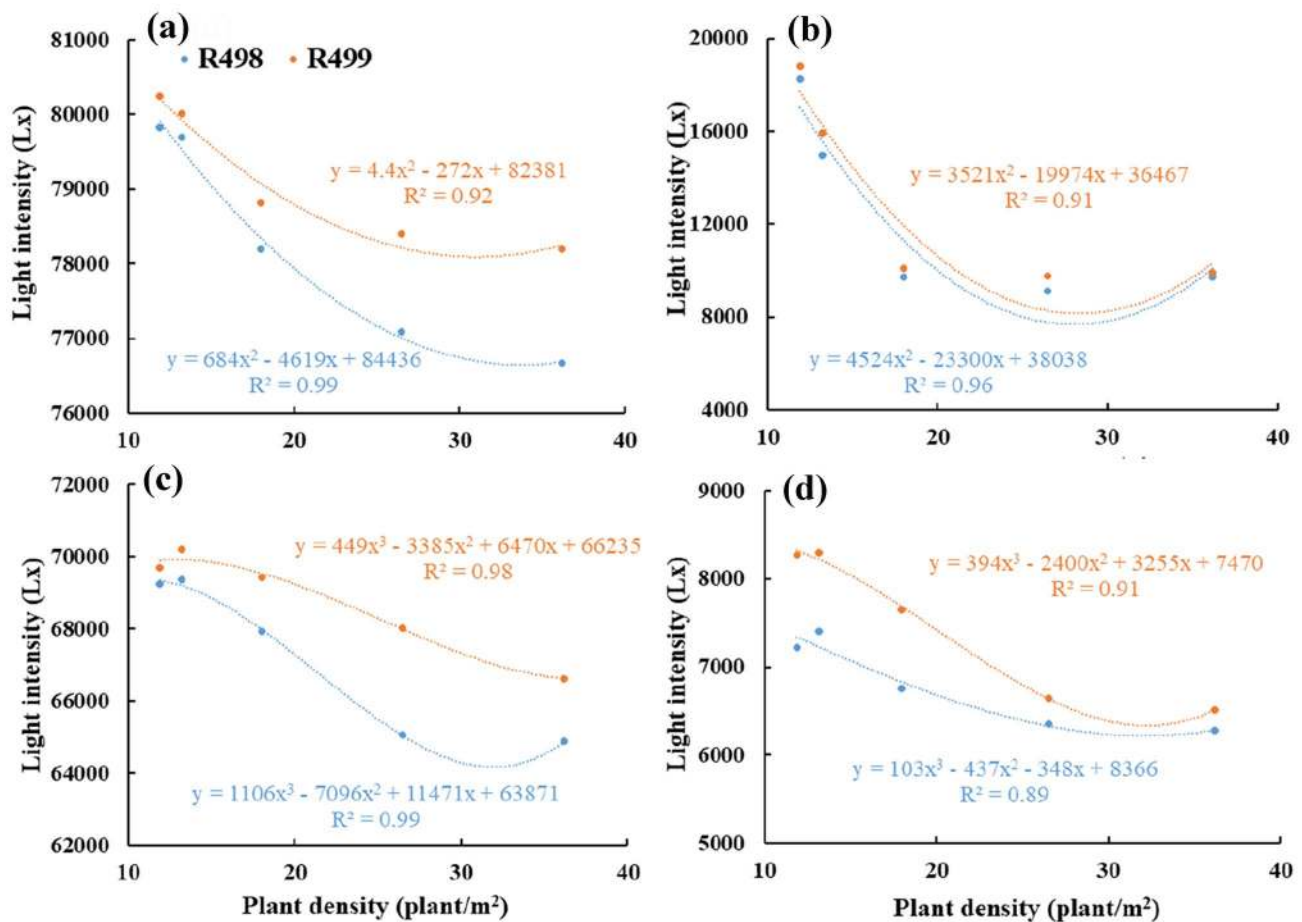 (a)
R498 R499
81000
80000
79000
78000
77000
76000
Light intensity (Lx)
y = 4.4x² - 272x + 82381
R² = 0.92
y = 684x² - 4619x + 84436
R² = 0.99
10 20 30 40
(b)
20000
16000
12000
8000
4000
Light intensity (Lx)
y = 3521x² - 19974x + 36467
R² = 0.91
y = 4524x² - 23300x + 38038
R² = 0.96
10 20 30 40
(c)
72000
70000
68000
66000
64000
62000
Light intensity (Lx)
y = 449x³ - 3385x² + 6470x + 66235
R² = 0.98
y = 1106x³ - 7096x² + 11471x + 63871
R² = 0.99
10 20 30 40
Plant density (plant/m²)
(d)
9000
8000
7000
6000
5000
Light intensity (Lx)
y = 394x³ - 2400x² + 3255x + 7470
R² = 0.91
y = 103x³ - 437x² - 348x + 8366
R² = 0.89
10 20 30 40
Plant density (plant/m²)